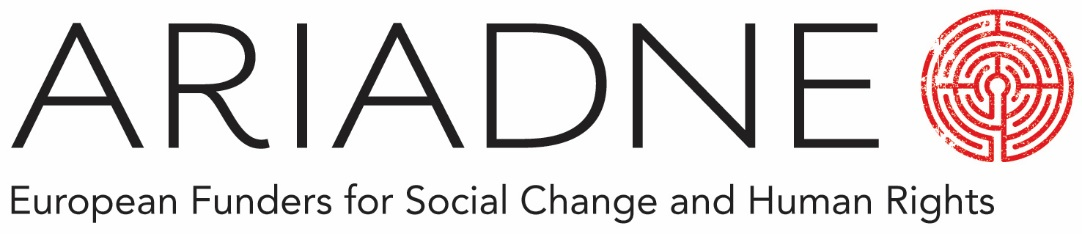 ARIADNE
European Funders for Social Change and Human Rights